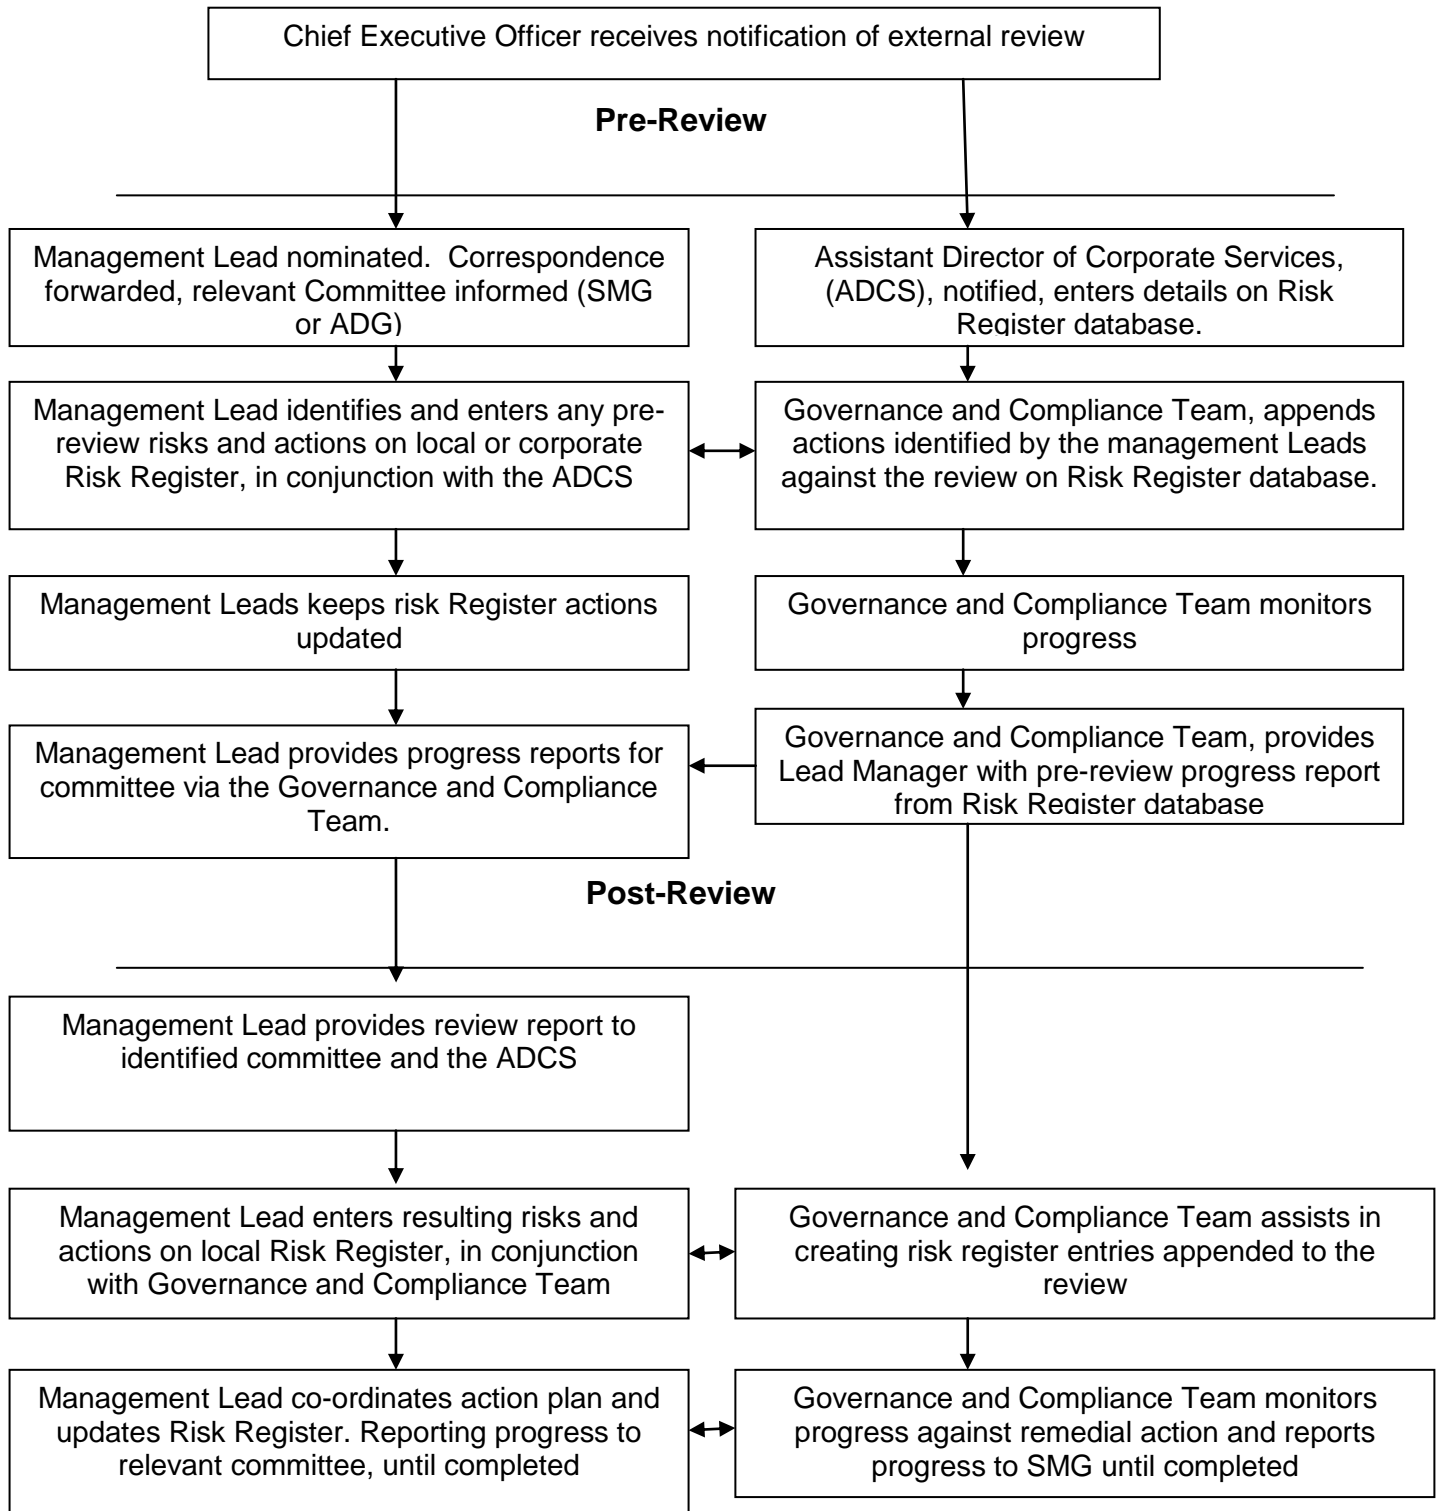 Chief Executive Officer receives notification of external review
Pre-Review
Management Lead nominated.  Correspondence
forwarded, relevant Committee informed (SMG
or ADG)
Assistant Director of Corporate Services,
(ADCS), notified, enters details on Risk
Register database.
Management Lead identifies and enters any pre-
review risks and actions on local or corporate
Risk Register, in conjunction with the ADCS
Governance and Compliance Team, appends
actions identified by the management Leads
against the review on Risk Register database.
Management Leads keeps risk Register actions
updated
Governance and Compliance Team monitors
progress
Management Lead provides progress reports for
committee via the Governance and Compliance
Team.
Governance and Compliance Team, provides
Lead Manager with pre-review progress report
from Risk Register database
Post-Review
Management Lead provides review report to
identified committee and the ADCS
Management Lead enters resulting risks and
actions on local Risk Register, in conjunction
with Governance and Compliance Team
Governance and Compliance Team assists in
creating risk register entries appended to the
review
Management Lead co-ordinates action plan and
updates Risk Register. Reporting progress to
relevant committee, until completed
Governance and Compliance Team monitors
progress against remedial action and reports
progress to SMG until completed